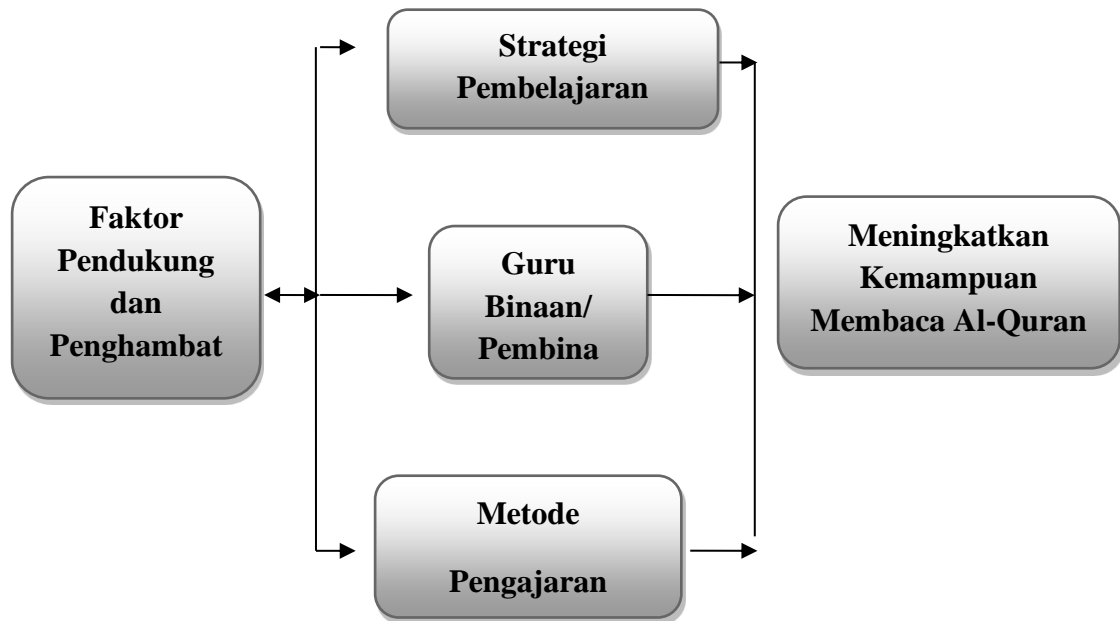 Strategi
Pembelajaran
Faktor
Pendukung
dan
Penghambat
Guru
Binaan/
Pembina
Meningkatkan
Kemampuan
Membaca Al-Quran
Metode
Pengajaran